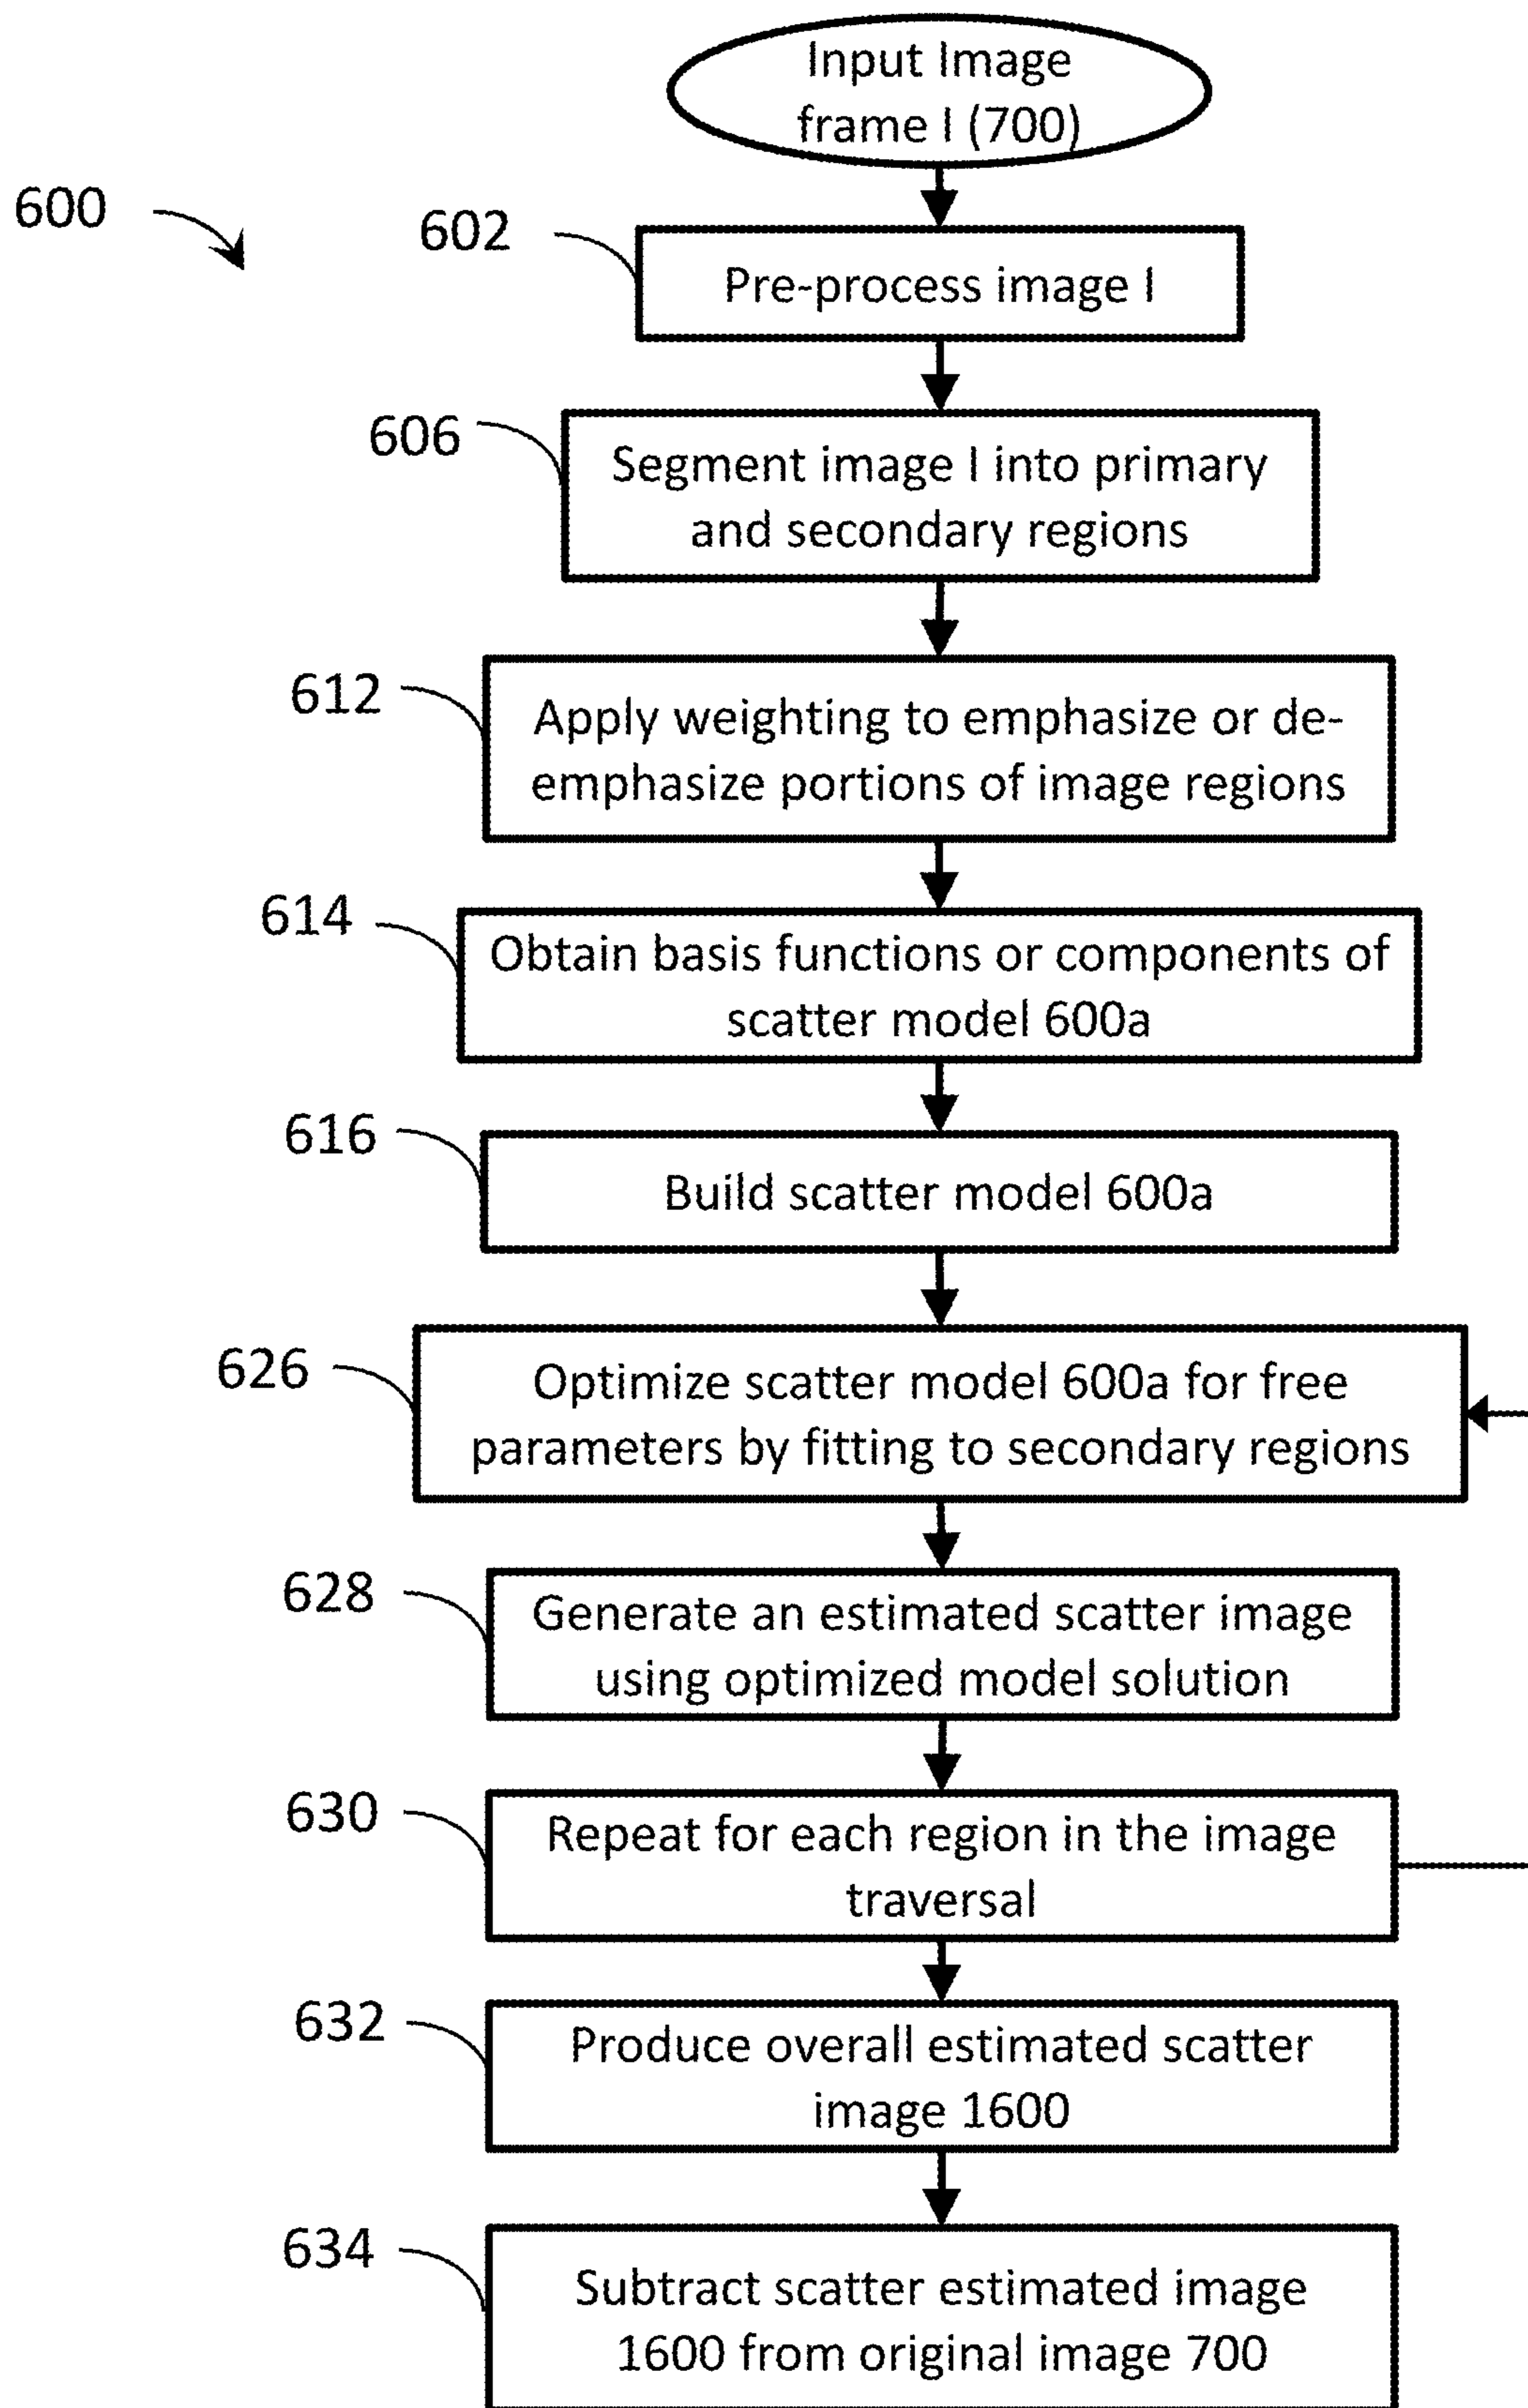 Input Image
frame I (700)
600
602
Pre-process image I
606
Segment image I into primary
and secondary regions
612
Apply weighting to emphasize or de-
emphasize portions of image regions
614
Obtain basis functions or components of
scatter model 600a
616
Build scatter model 600a
626
Optimize scatter model 600a for free
parameters by fitting to secondary regions
628
Generate an estimated scatter image
using optimized model solution
630
Repeat for each region in the image
traversal
632
Produce overall estimated scatter
image 1600
634
Subtract scatter estimated image
1600 from original image 700